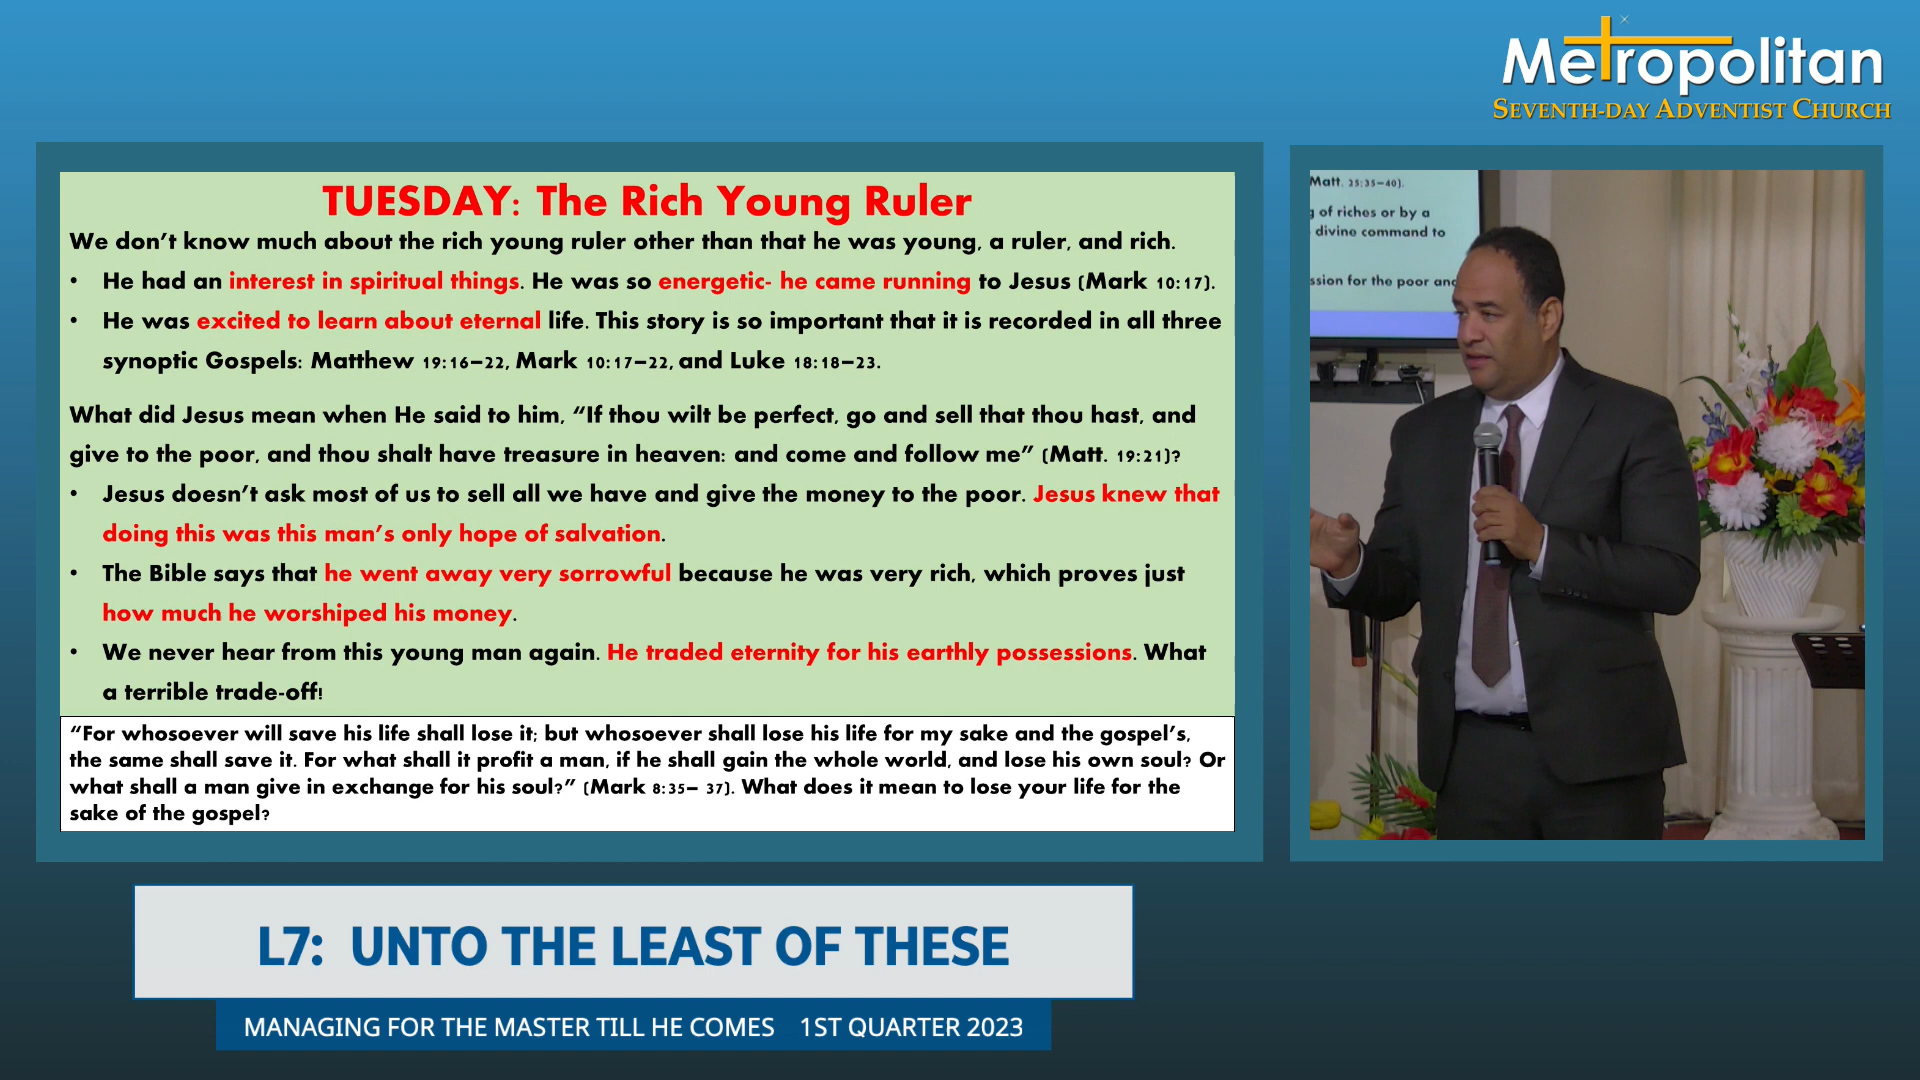 Metropolitan
SEVENTH-DAY ADVENTIST CHURCH
TUESDAY: The Rich Young Ruler
We don't know much about the rich young ruler other than that he was young, a ruler, and rich.
• He had an interest in spiritual things. He was so energetic- he came running to Jesus (Mark 10:17).
• He was excited to learn about eternal life. This story is so important that it is recorded in all three
synoptic Gospels: Matthew 19:16–22, Mark 10:17–22, and Luke 18:18–23.
What did Jesus mean when He said to him, "If thou wilt be perfect, go and sell that thou hast, and
give to the poor, and thou shalt have treasure in heaven: and come and follow me" (Matt. 19:21)?
• Jesus doesn't ask most of us to sell all we have and give the money to the poor. Jesus knew that
doing this was this man's only hope of salvation.
• The Bible says that he went away very sorrowful because he was very rich, which proves just
how much he worshiped his money.
• We never hear from this young man again. He traded eternity for his earthly possessions. What
a terrible trade-off!
"For whosoever will save his life shall lose it; but whosoever shall lose his life for my sake and the gospel's,
the same shall save it. For what shall it profit a man, if he shall gain the whole world, and lose his own soul? Or
what shall a man give in exchange for his soul?" (Mark 8:35– 37). What does it mean to lose your life for the
sake of the gospel?
Matt. 25:35–40).
of riches or by a
divine command to
for the poor
L7: UNTO THE LEAST OF THESE
MANAGING FOR THE MASTER TILL HE COMES 1ST QUARTER 2023